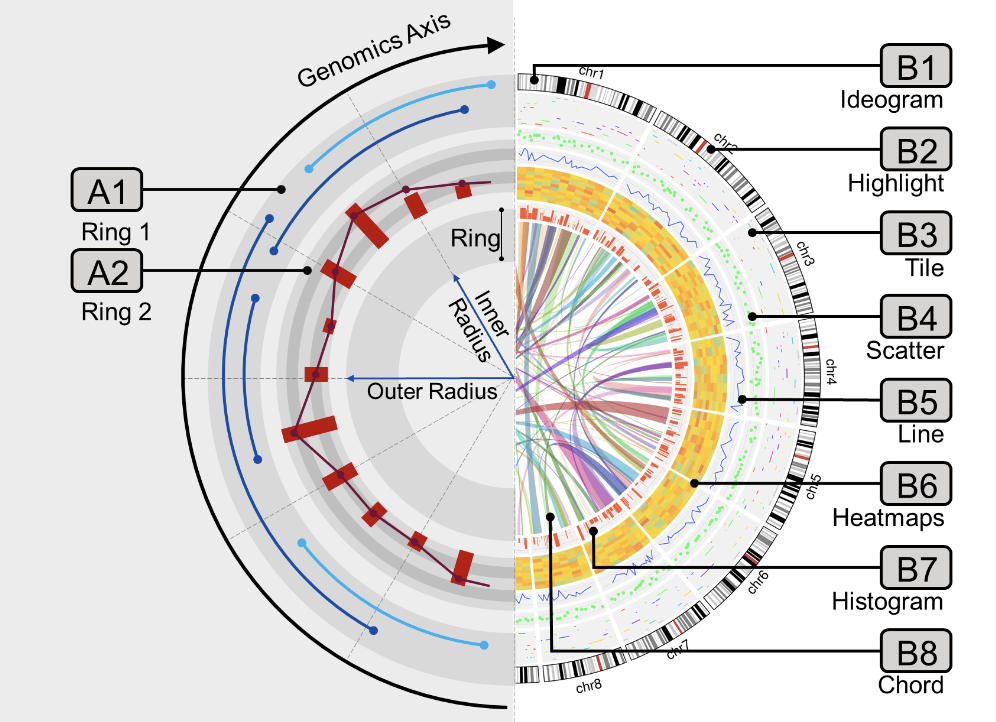 Genomics Axis
A1
Ring 1
A2
Ring 2
Ring
Inner
Radius
Outer Radius
chr1
chr2
chr3
chr4
chr5
chr6
chr7
chr8
B1
Ideogram
B2
Highlight
B3
Tile
B4
Scatter
B5
Line
B6
Heatmaps
B7
Histogram
B8
Chord